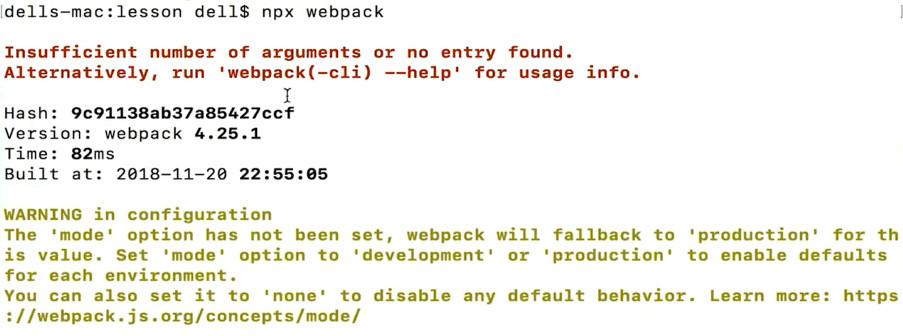 [dells-mac:lesson dell$ npx webpack ]
Insufficient number of arguments or no entry found.
Alternatively, run 'webpack(-cli) --help' for usage info.
Hash: 9c91138ab37a85427ccf
Version: webpack 4.25.1
Time: 82ms
Built at: 2018-11-20 22:55:05
WARNING in configuration
The 'mode' option has not been set, webpack will fallback to 'production' for th
is value. Set 'mode' option to 'development' or 'production' to enable defaults
for each environment.
You can also set it to 'none' to disable any default behavior. Learn more: https
://webpack.js.org/concepts/mode/